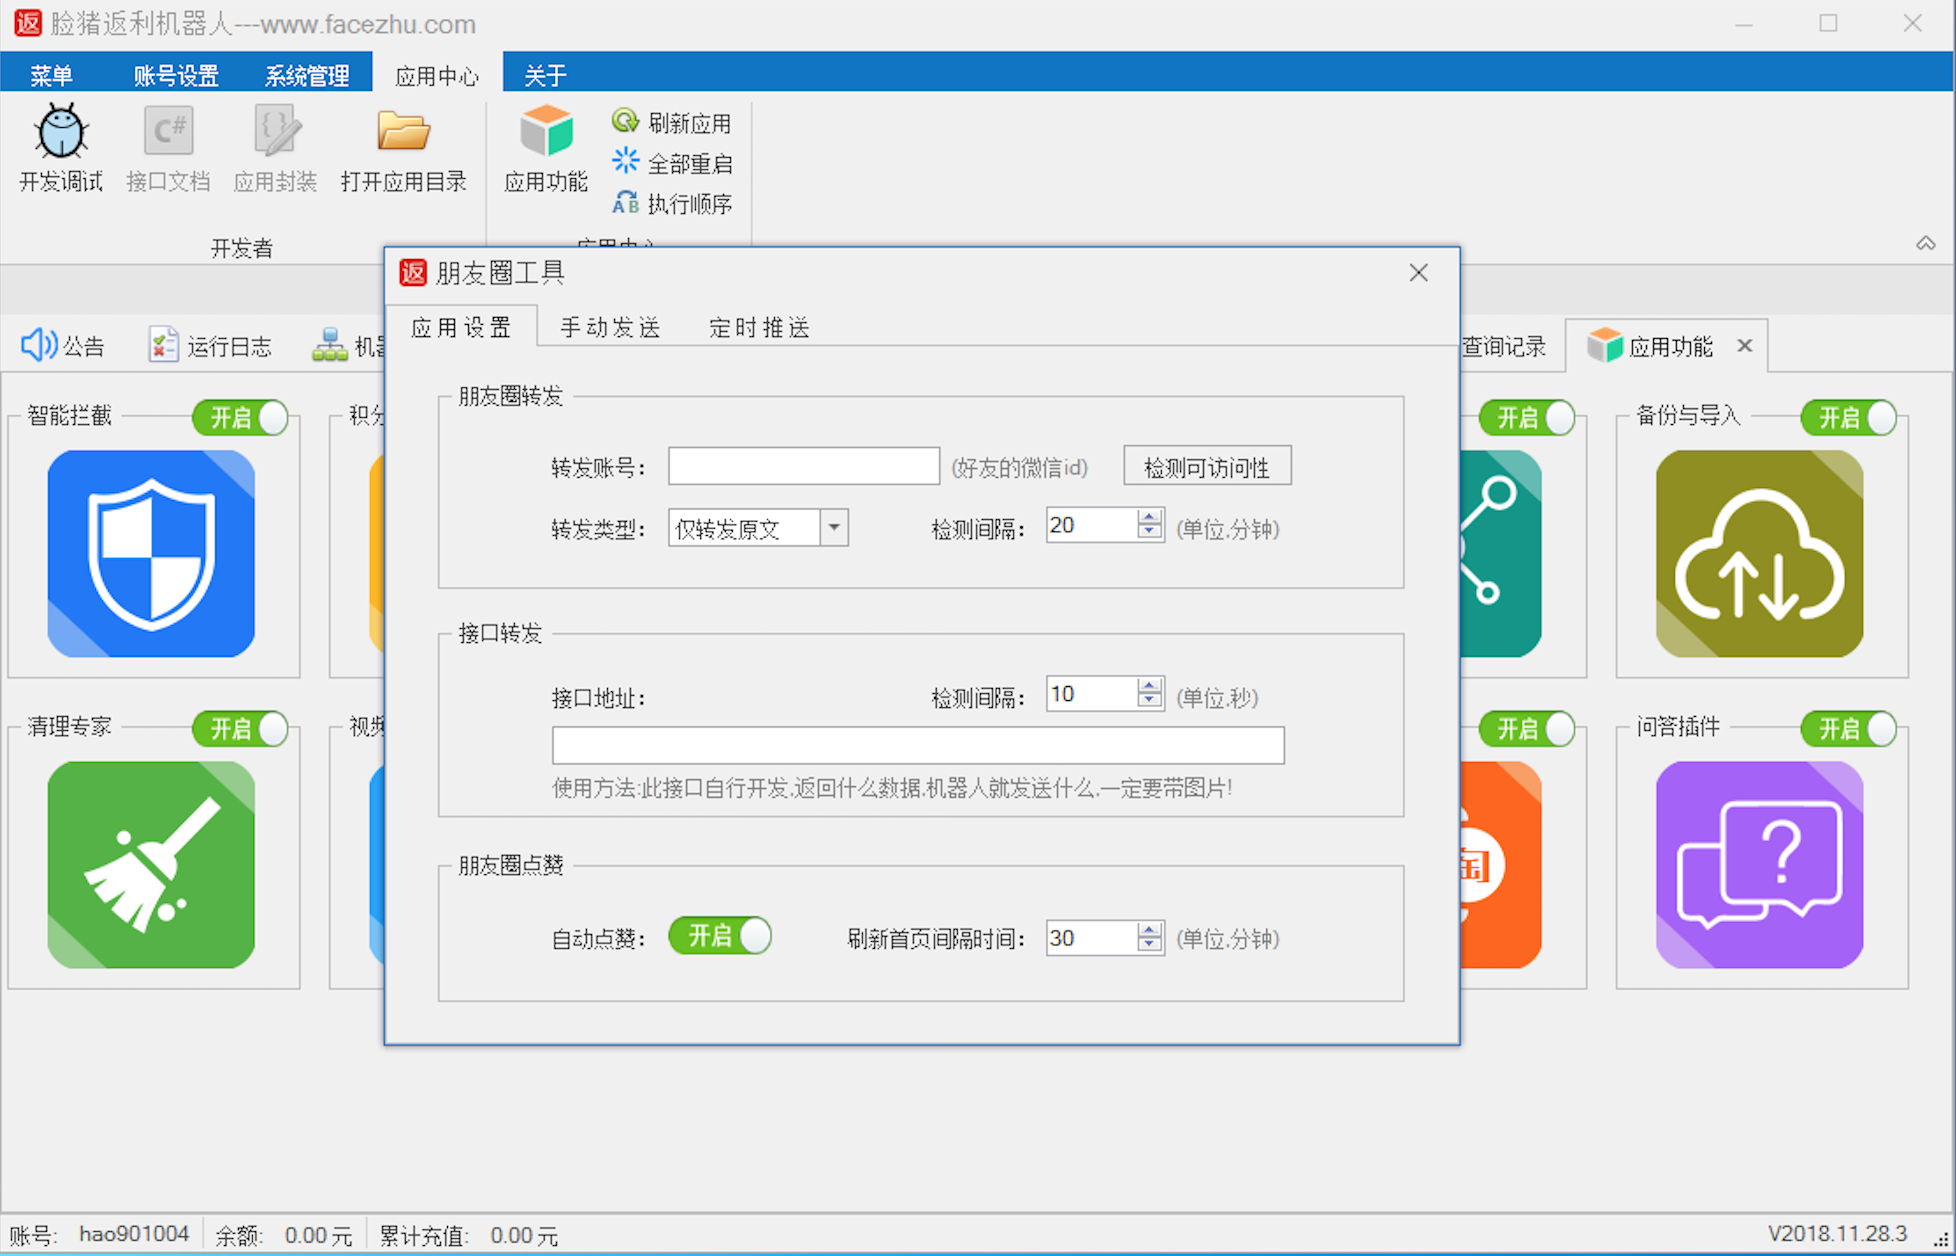 返 脸猪返利机器人---www.facezhu.com
菜单 账号设置 系统管理 应用中心 关于
C#
开发调试 接口文档 应用封装 打开应用目录 应用功能
刷新应用
全部重启
AB 执行顺序
开发者 应用中心
公告 运行日志 机器 查询记录 应用功能
智能拦截 开启 积分 开启 备份与导入 开启
清理专家 开启 视频 开启 问答插件 开启
淘
返 朋友圈工具
应用设置 手动发送 定时推送
朋友圈转发
转发账号: (好友的微信id) 检测可访问性
转发类型: 仅转发原文 检测间隔: 20 (单位.分钟)
接口转发
接口地址: 检测间隔: 10 (单位.秒)
使用方法:此接口自行开发.返回什么数据.机器人就发送什么.一定要带图片!
朋友圈点赞
自动点赞: 开启 刷新首页间隔时间: 30 (单位.分钟)
账号: hao901004 余额: 0.00 元 累计充值: 0.00 元 V2018.11.28.3